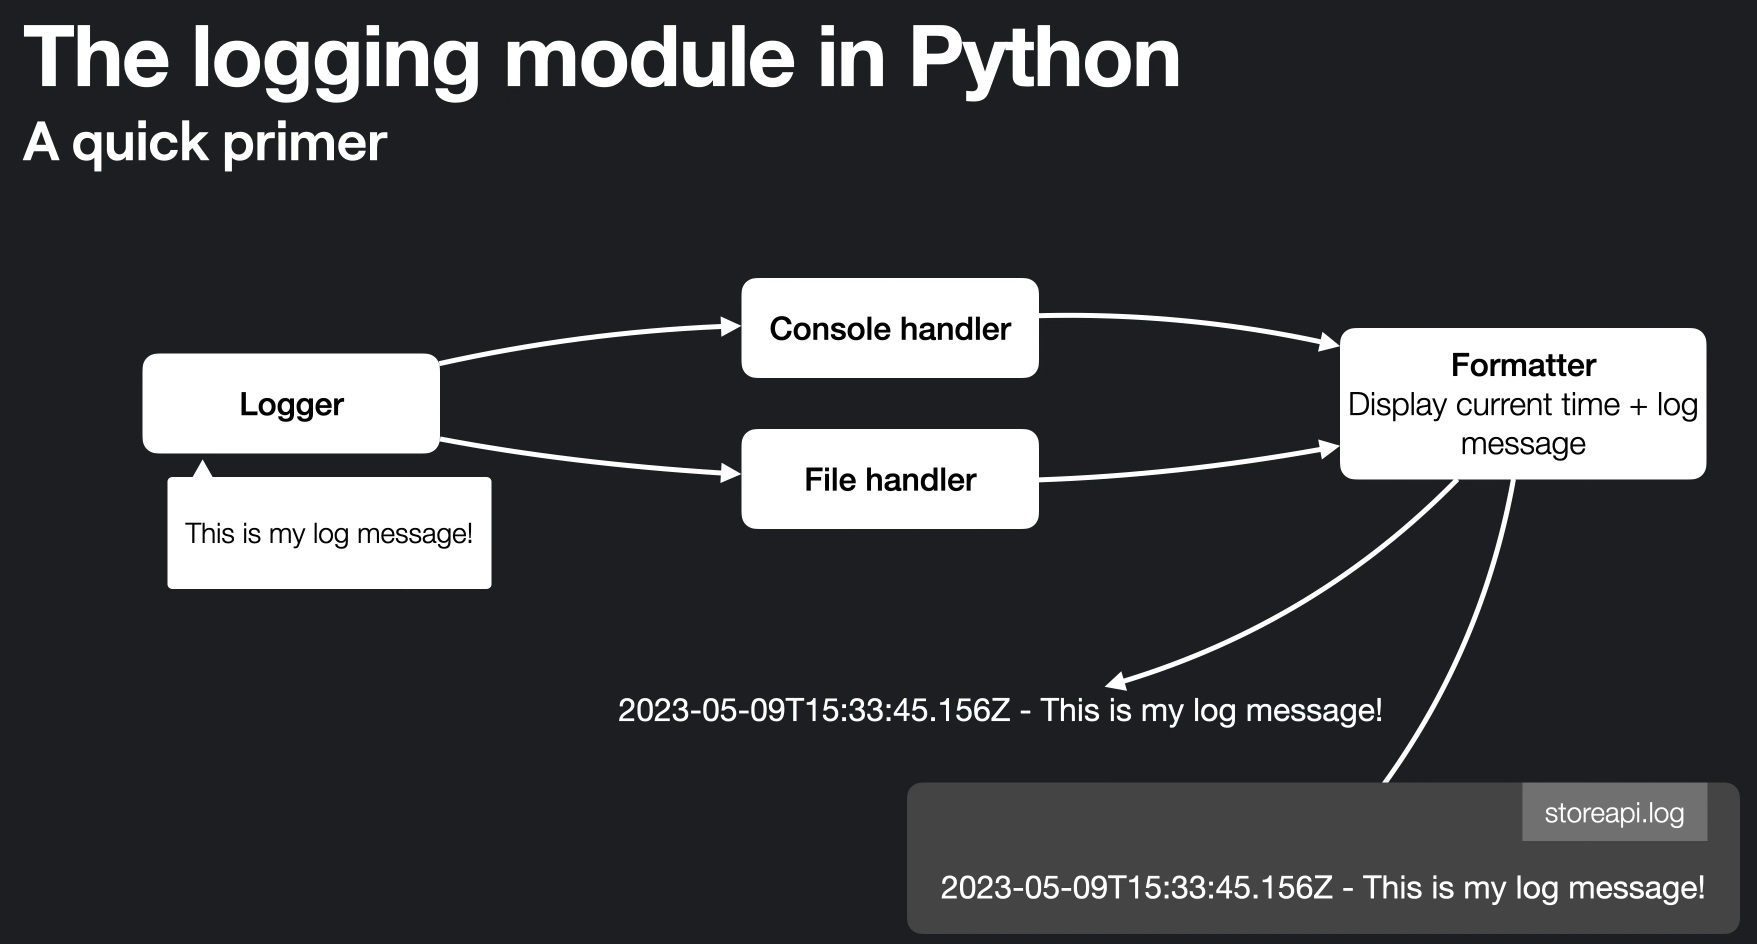 The logging module in Python
A quick primer
Logger
This is my log message!
Console handler
File handler
Formatter
Display current time + log
message
2023-05-09T15:33:45.156Z - This is my log message!
storeapi.log
2023-05-09T15:33:45.156Z - This is my log message!